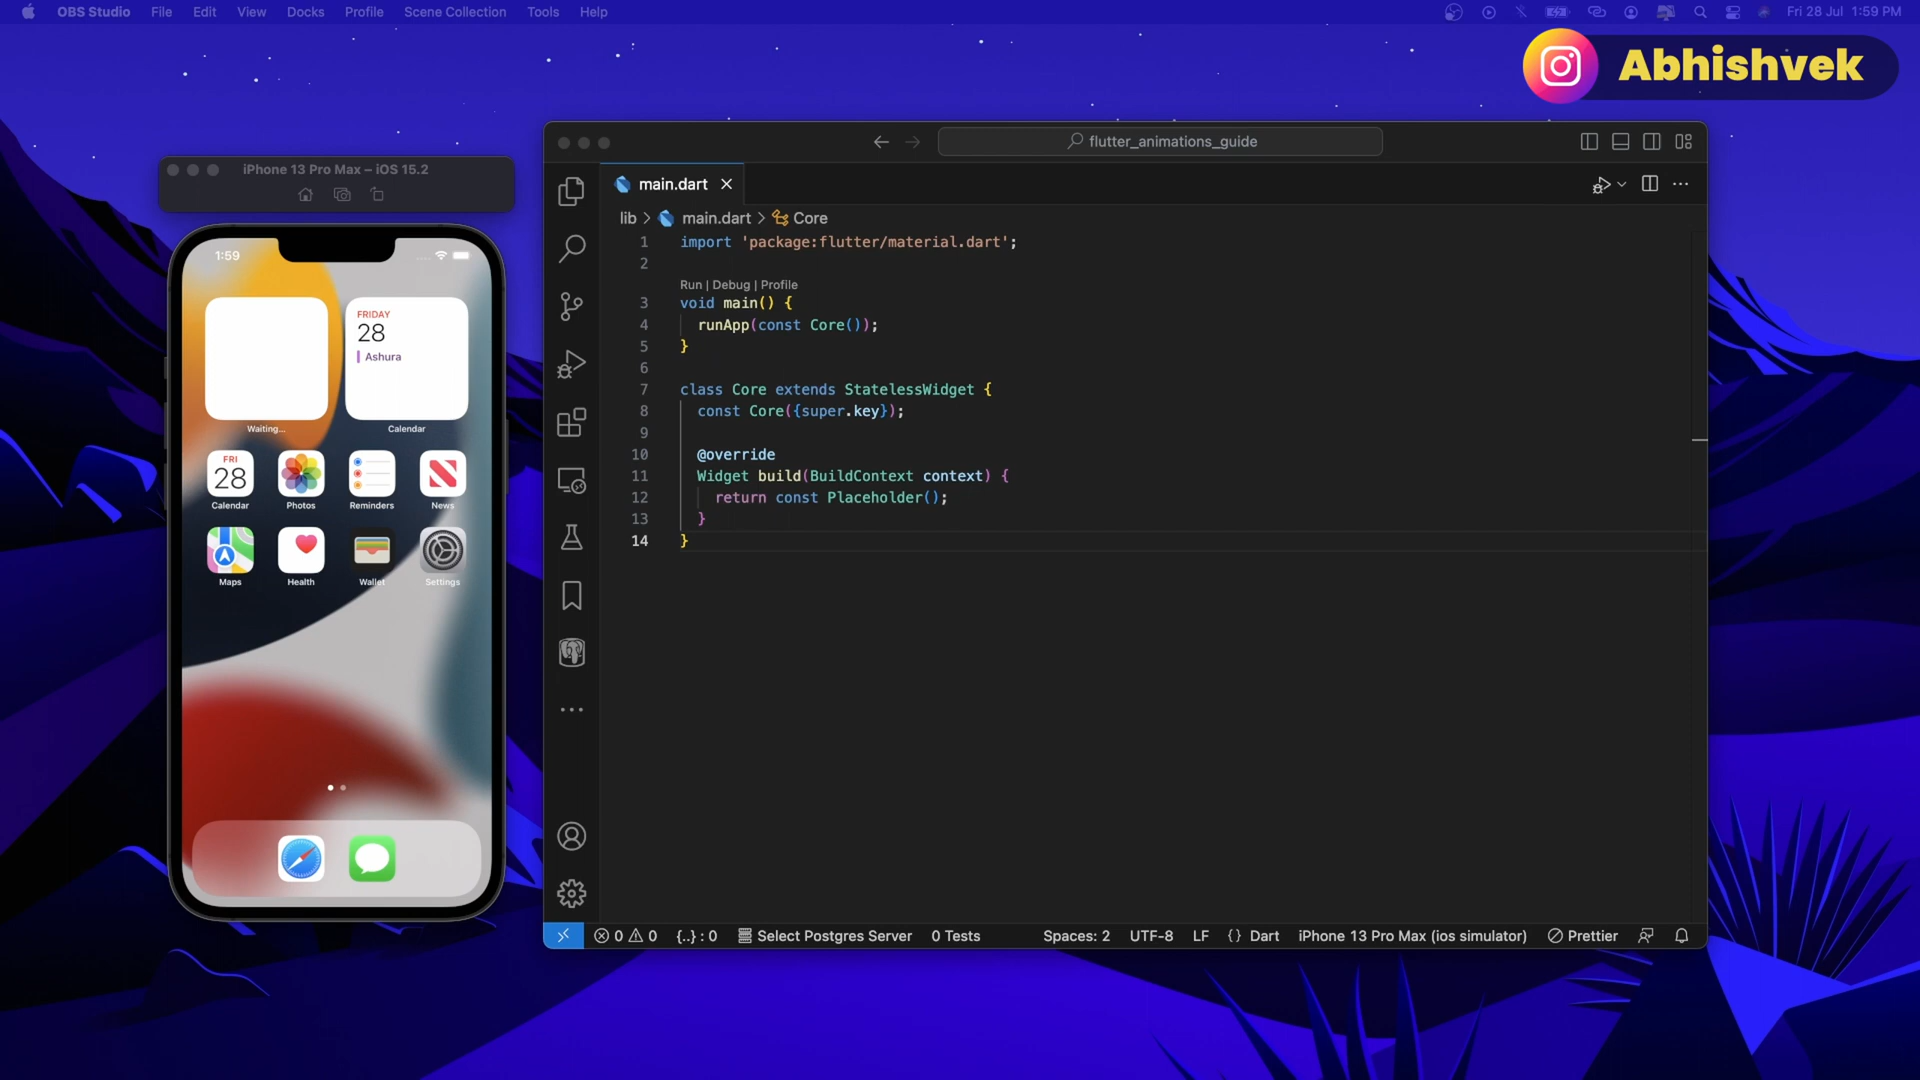 OBS Studio File Edit View Docks Profile Scene Collection Tools Help
Fri 28 Jul 1:59 PM
Abhishvek
flutter_animations_guide
iPhone 13 Pro Max – iOS 15.2
main.dart
lib > main.dart > Core
1 import 'package:flutter/material.dart';
2
Run | Debug | Profile
3 void main() {
4 runApp(const Core());
5 }
6
7 class Core extends StatelessWidget {
8 const Core({super.key});
9
10 @override
11 Widget build(BuildContext context) {
12 return const Placeholder();
13 }
14 }
1:59
FRIDAY
28
Ashura
Waiting... Calendar
FRI
28
Calendar Photos Reminders News
Maps Health Wallet Settings
0 0 {..} : 0 Select Postgres Server 0 Tests Spaces: 2 UTF-8 LF {} Dart iPhone 13 Pro Max (ios simulator) Prettier